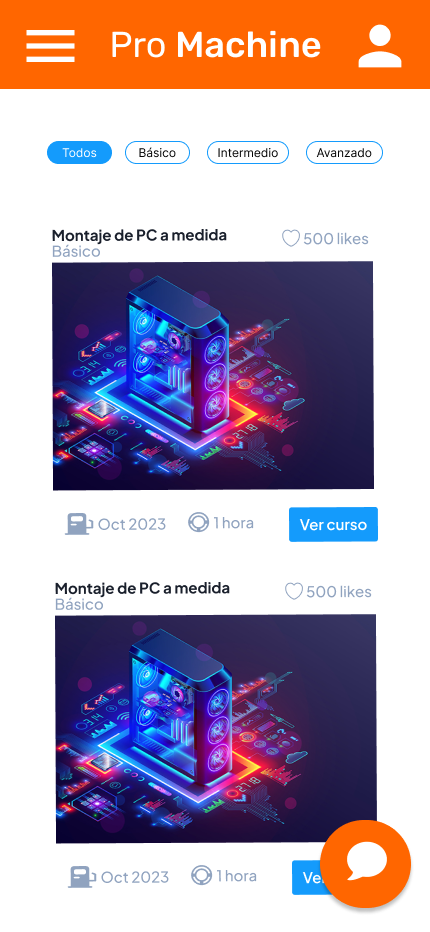 Pro Machine
Todos Básico Intermedio Avanzado
Montaje de PC a medida
500 likes
Básico
Oct 2023 1 hora Ver curso
Montaje de PC a medida
500 likes
Básico
Oct 2023 1 hora Ve